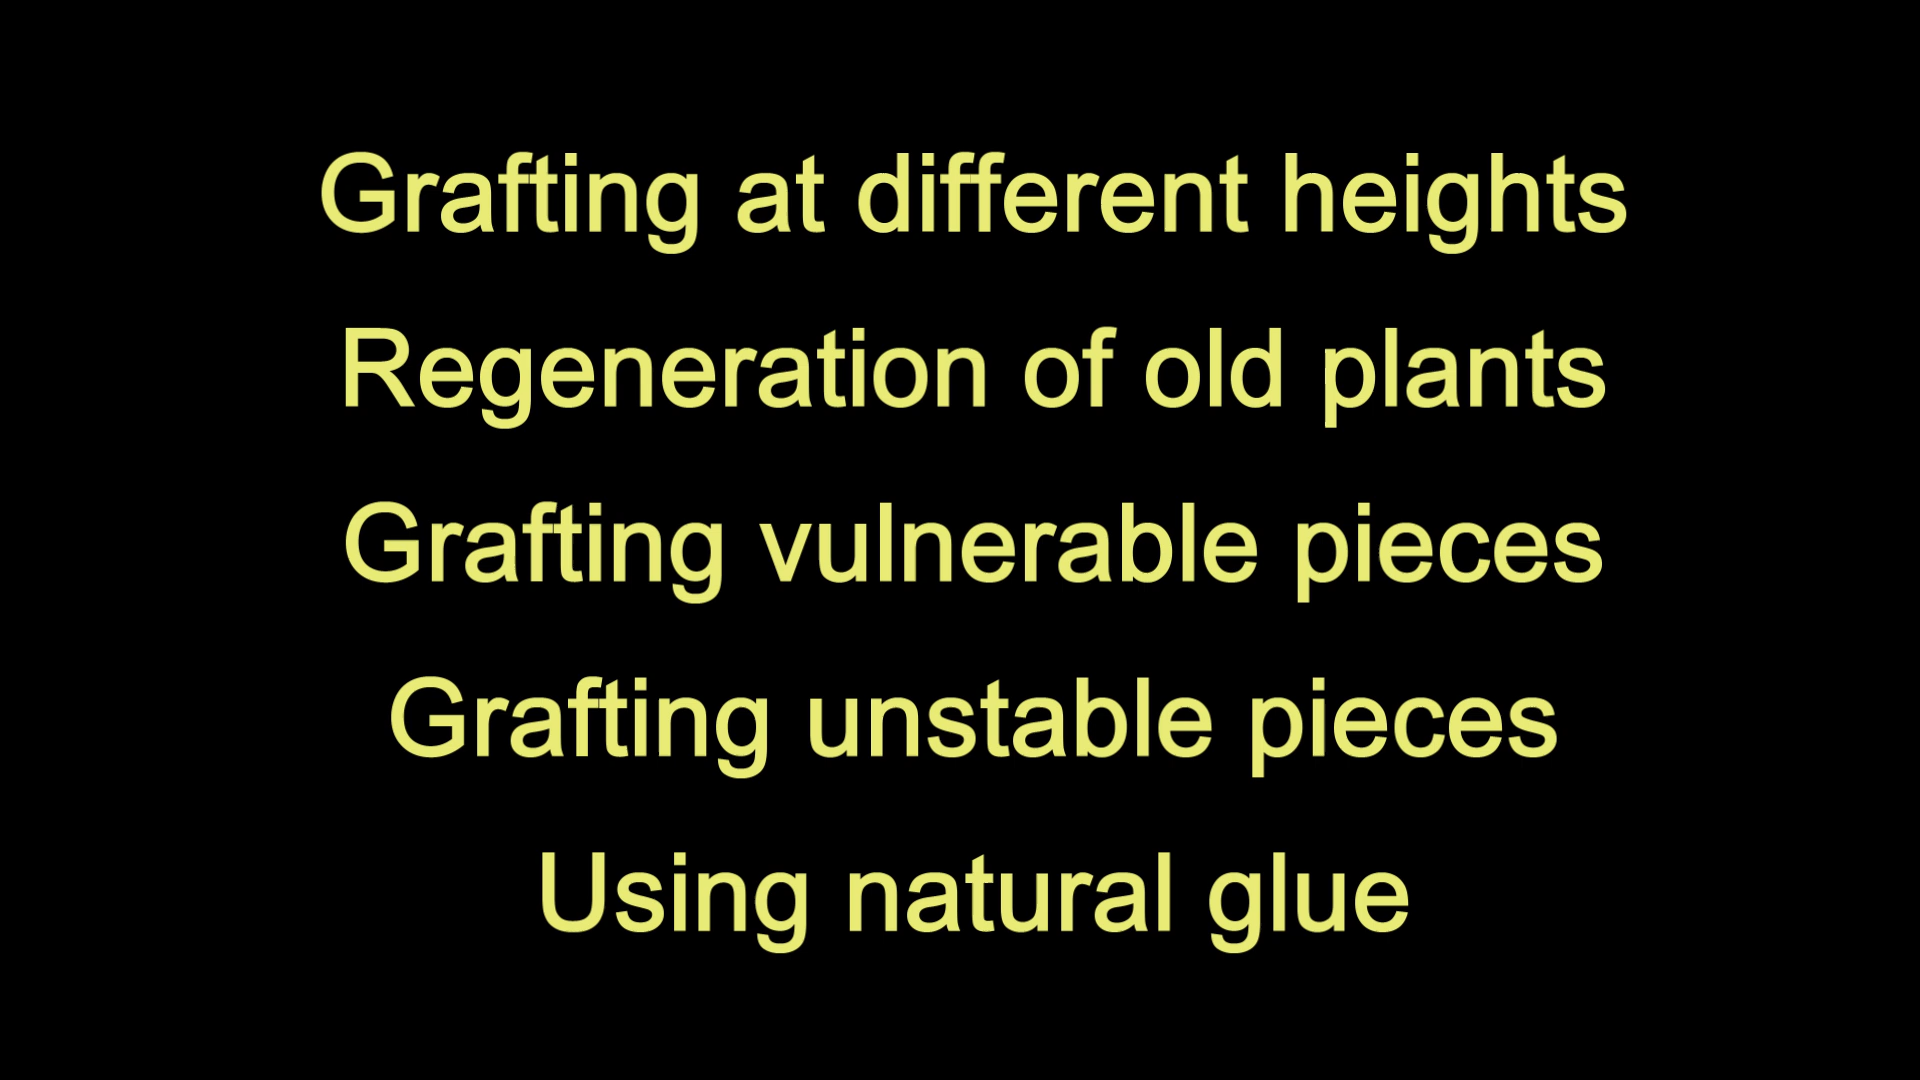 Grafting at different heights
Regeneration of old plants
Grafting vulnerable pieces
Grafting unstable pieces
Using natural glue